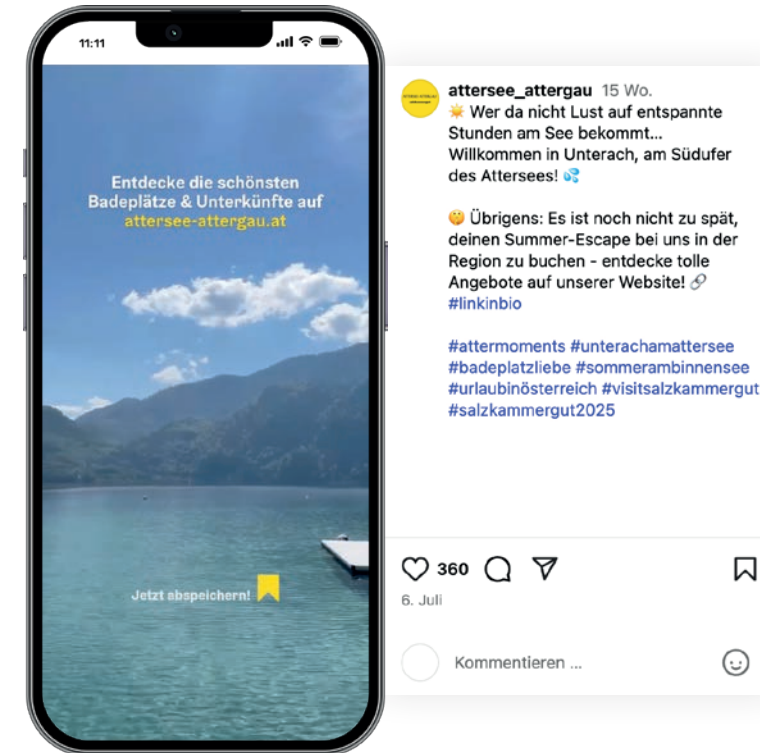 11:11
Entdecke die schönsten
Badeplätze & Unterkünfte auf
attersee-attergau.at
Jetzt abspeichern!
attersee_attergau 15 Wo.
☀️ Wer da nicht Lust auf entspannte
Stunden am See bekommt...
Willkommen in Unterach, am Südufer
des Attersees! 💦
🤫 Übrigens: Es ist noch nicht zu spät,
deinen Summer-Escape bei uns in der
Region zu buchen - entdecke tolle
Angebote auf unserer Website! 🔗
#linkinbio
#attermoments #unterachamattersee
#badeplatzliebe #sommerambinnensee
#urlaubinösterreich #visitsalzkammergut
#salzkammergut2025
360
6. Juli
Kommentieren ...